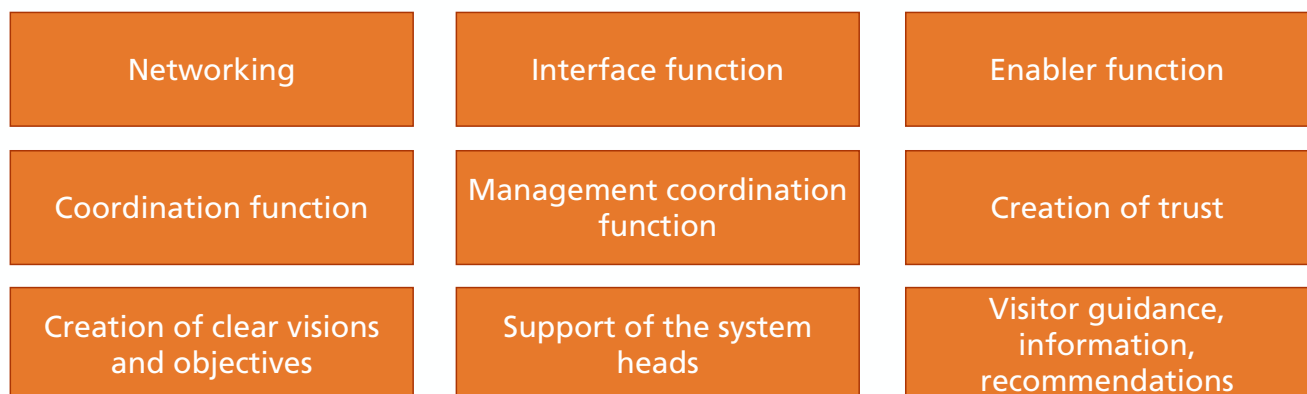 Networking
Interface function
Enabler function
Coordination function
Management coordination
function
Creation of trust
Creation of clear visions
and objectives
Support of the system
heads
Visitor guidance,
information,
recommendations